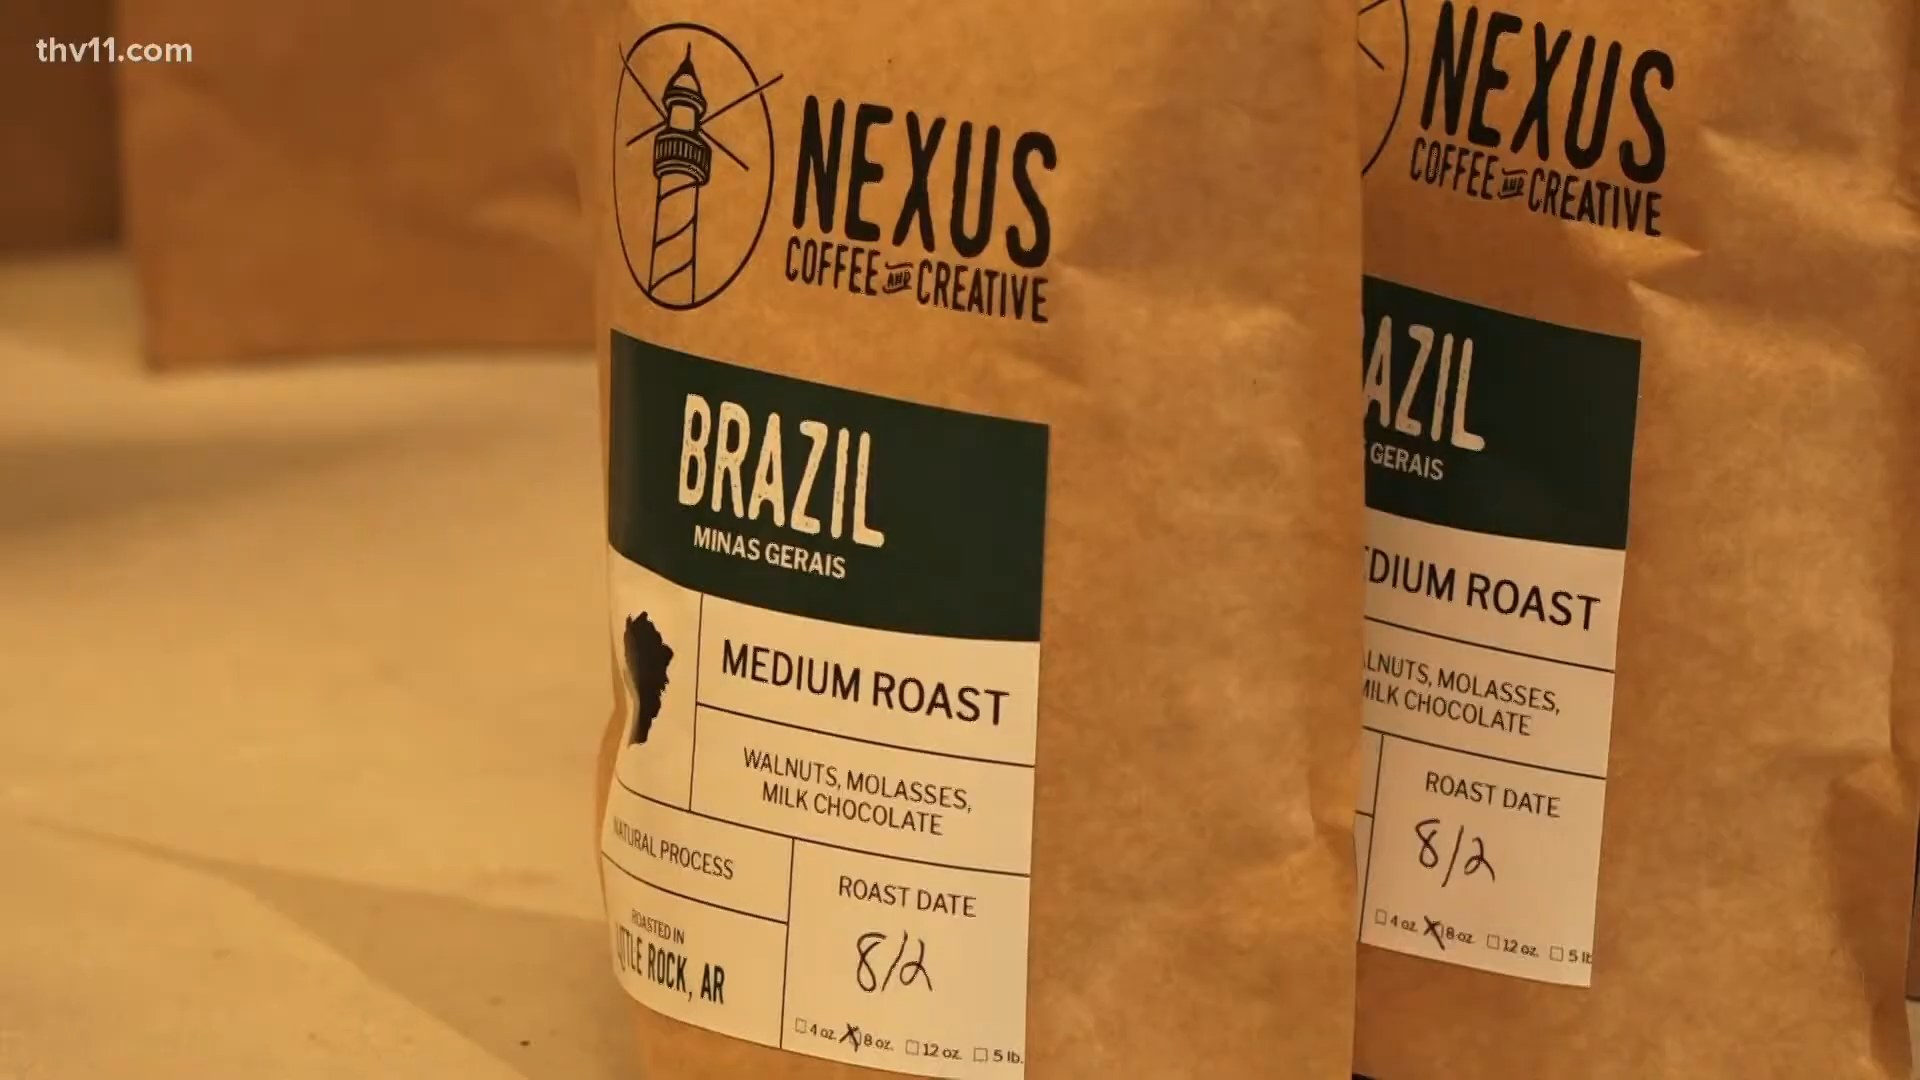 thv11.com
NEXUS
COFFEE AND CREATIVE
BRAZIL
MINAS GERAIS
MEDIUM ROAST
WALNUTS, MOLASSES,
MILK CHOCOLATE
NATURAL PROCESS
ROASTED IN
LITTLE ROCK, AR
ROAST DATE
8/2
4 oz. 8 oz. 12 oz. 5 lb.
NEXUS
COFFEE AND CREATIVE
AZIL
GERAIS
EDIUM ROAST
ALNUTS, MOLASSES,
MILK CHOCOLATE
ROAST DATE
8/2
4 oz. 8 oz. 12 oz. 5 lb